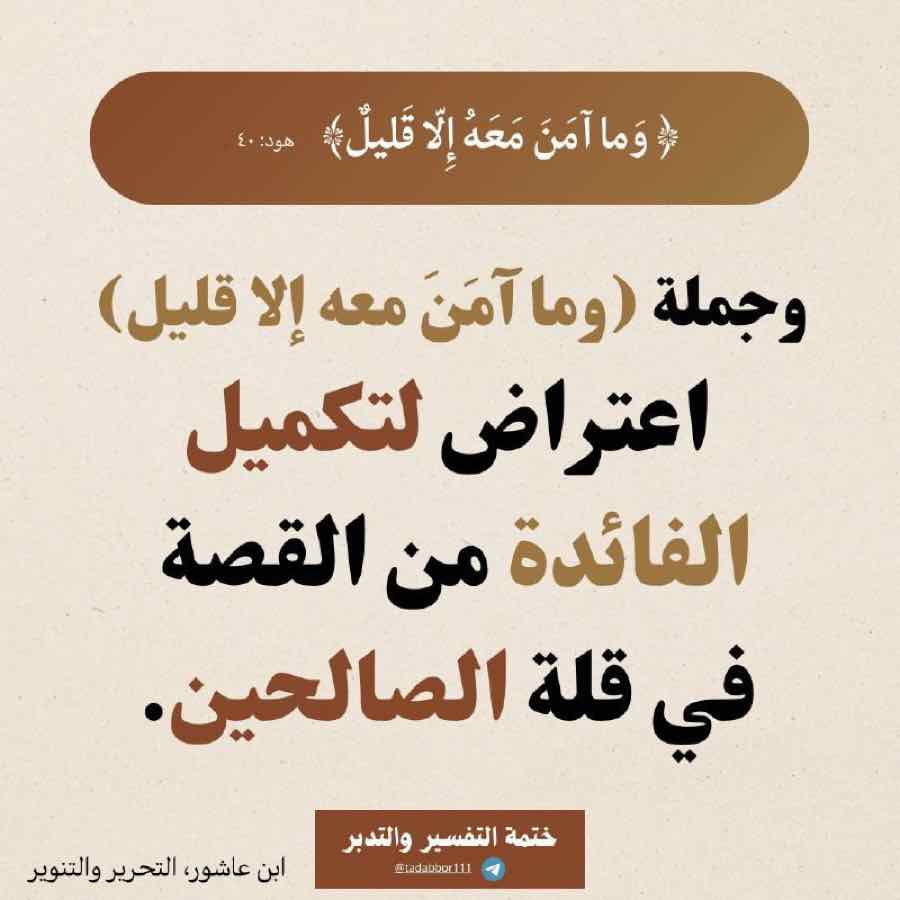 ﴿وَما آمَنَ مَعَهُ إِلّا قَليلٌ﴾ هود: ٤٠
وجملة (وما آمَنَ معه إلا قليل)
اعتراض لتكميل
الفائدة من القصة
في قلة الصالحين.
ختمة التفسير والتدبر
@tadabbor111
ابن عاشور، التحرير والتنوير